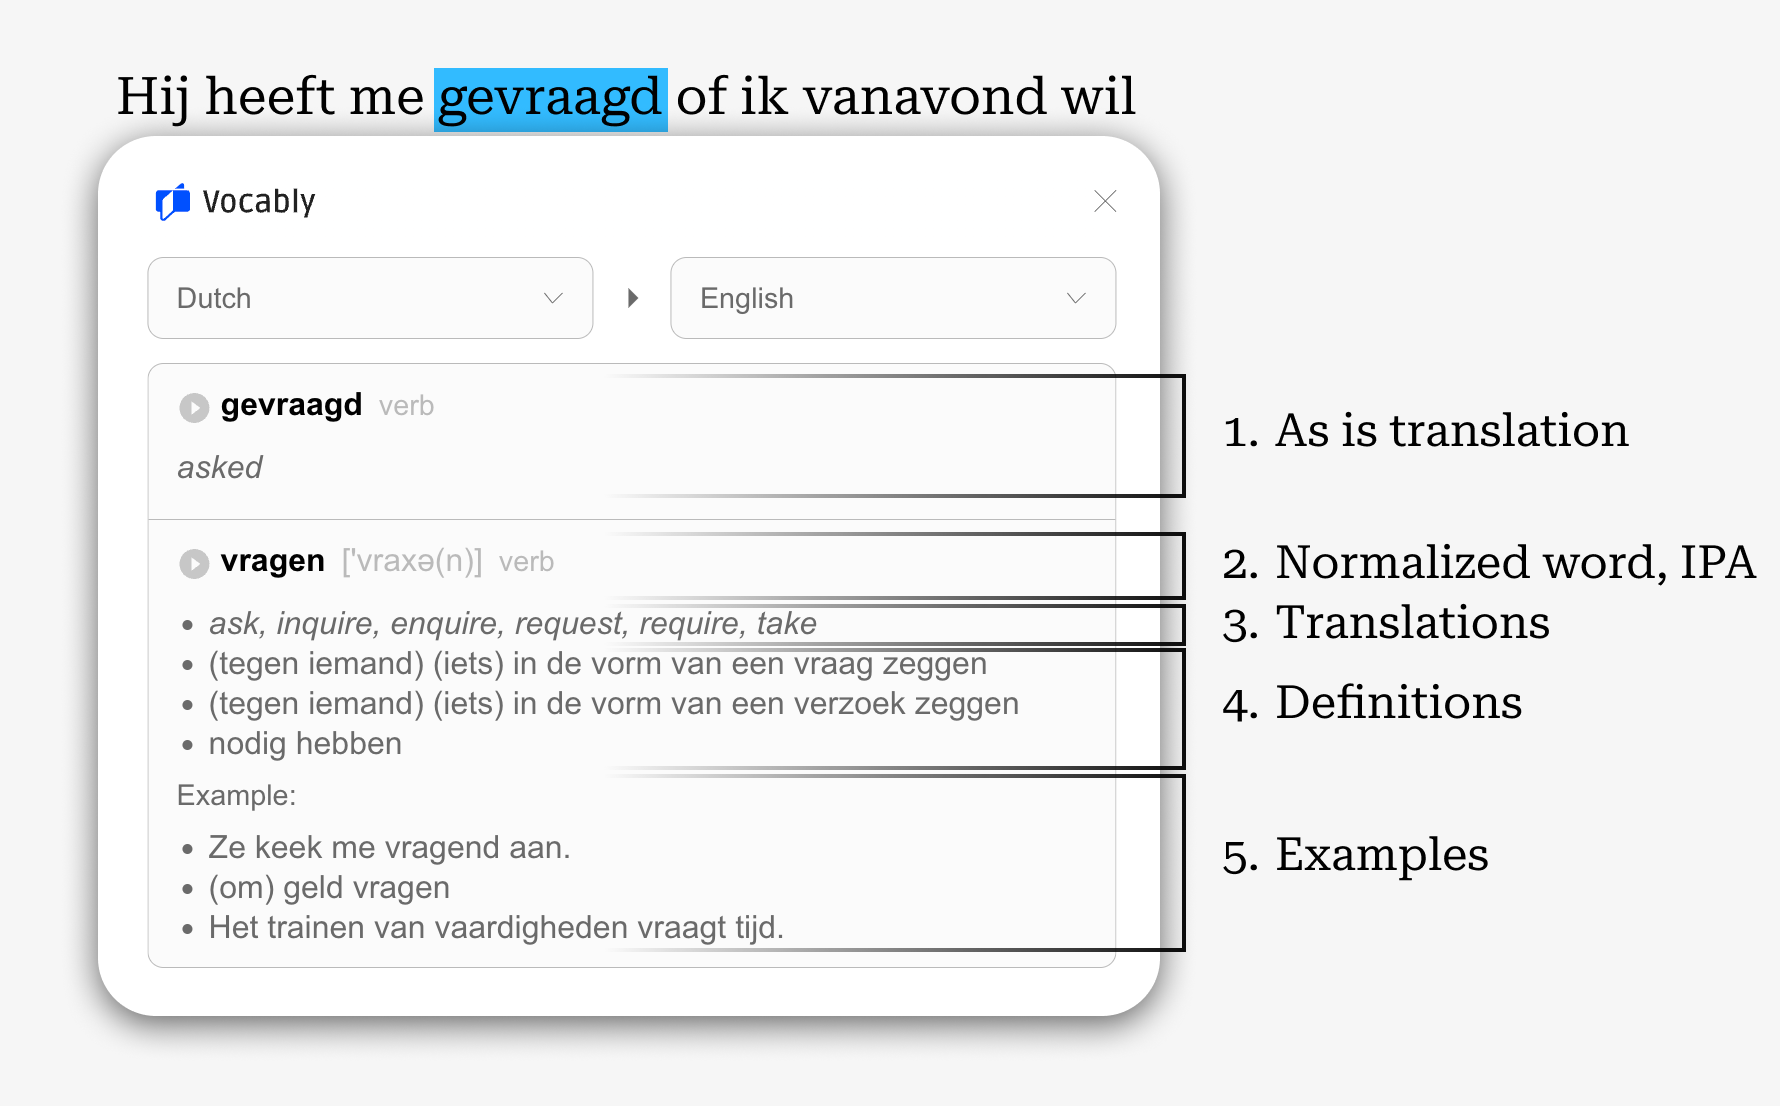 Hij heeft me gevraagd of ik vanavond wil
Vocably
Dutch
English
gevraagd verb
asked
1. As is translation
vragen ['vraxə(n)] verb
2. Normalized word, IPA
• ask, inquire, enquire, request, require, take
3. Translations
• (tegen iemand) (iets) in de vorm van een vraag zeggen
• (tegen iemand) (iets) in de vorm van een verzoek zeggen
• nodig hebben
4. Definitions
Example:
• Ze keek me vragend aan.
• (om) geld vragen
• Het trainen van vaardigheden vraagt tijd.
5. Examples